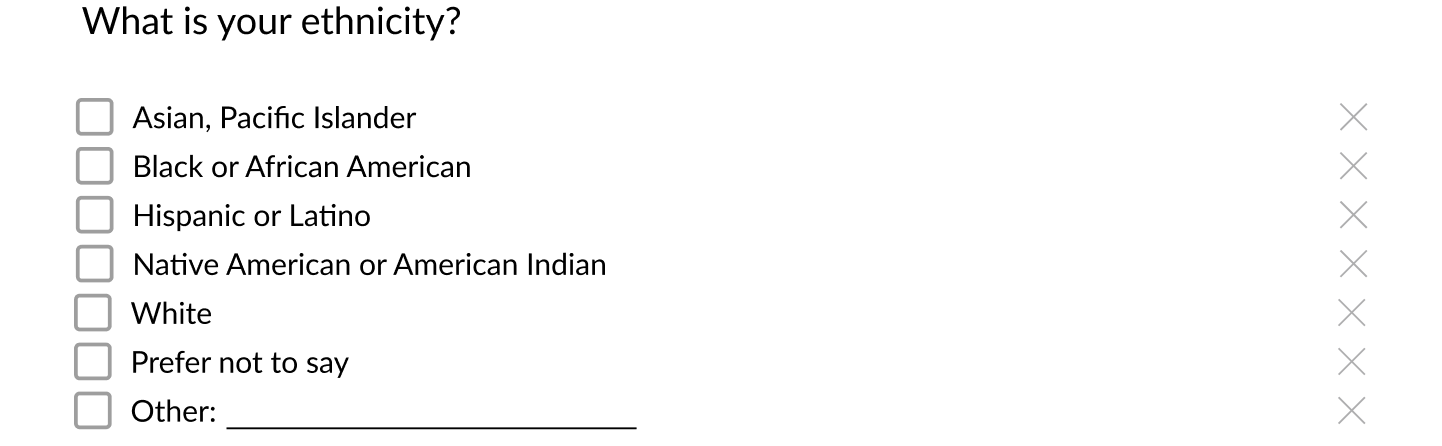 What is your ethnicity?
Asian, Pacific Islander
Black or African American
Hispanic or Latino
Native American or American Indian
White
Prefer not to say
Other: